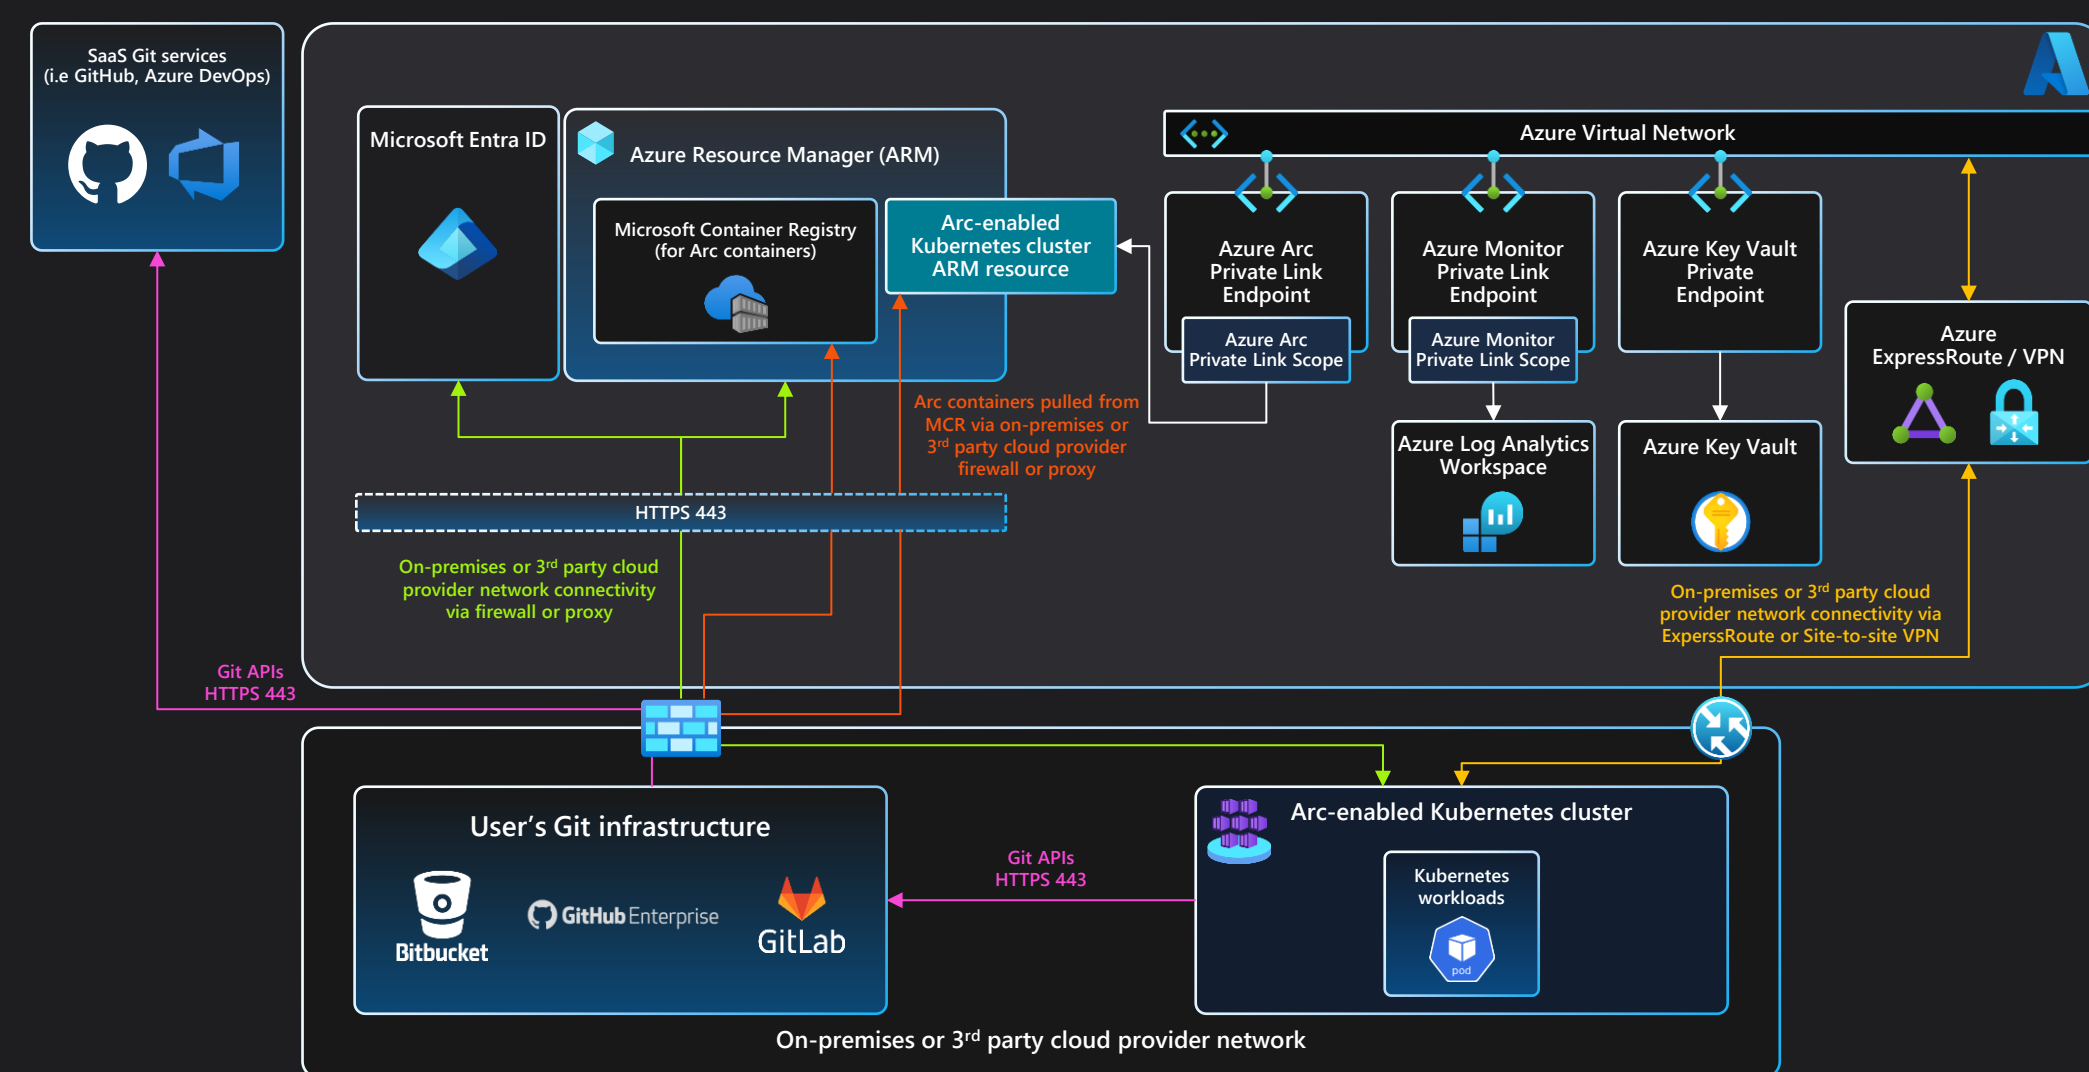 SaaS Git services
(i.e GitHub, Azure DevOps)
Microsoft Entra ID
Azure Resource Manager (ARM)
Microsoft Container Registry
(for Arc containers)
Arc-enabled
Kubernetes cluster
ARM resource
Azure Virtual Network
Azure Arc
Private Link
Endpoint
Azure Arc
Private Link Scope
Azure Monitor
Private Link
Endpoint
Azure Monitor
Private Link Scope
Azure Key Vault
Private
Endpoint
Azure
ExpressRoute / VPN
Arc containers pulled from
MCR via on-premises or
3rd party cloud provider
firewall or proxy
Azure Log Analytics
Workspace
Azure Key Vault
HTTPS 443
On-premises or 3rd party cloud
provider network connectivity
via firewall or proxy
On-premises or 3rd party cloud
provider network connectivity via
ExperssRoute or Site-to-site VPN
Git APIs
HTTPS 443
User’s Git infrastructure
Bitbucket
GitHub Enterprise
GitLab
Git APIs
HTTPS 443
Arc-enabled Kubernetes cluster
Kubernetes
workloads
pod
On-premises or 3rd party cloud provider network